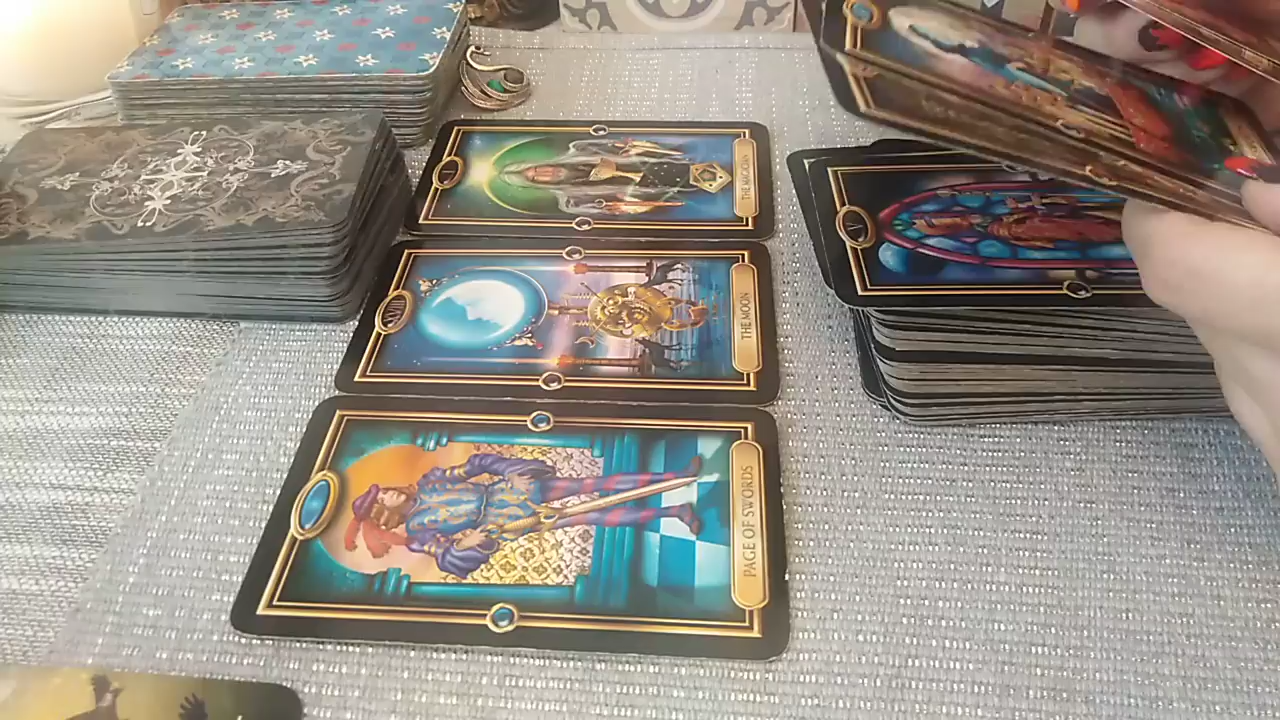 I
THE MAGICIAN
XVIII
THE MOON
PAGE OF SWORDS
V